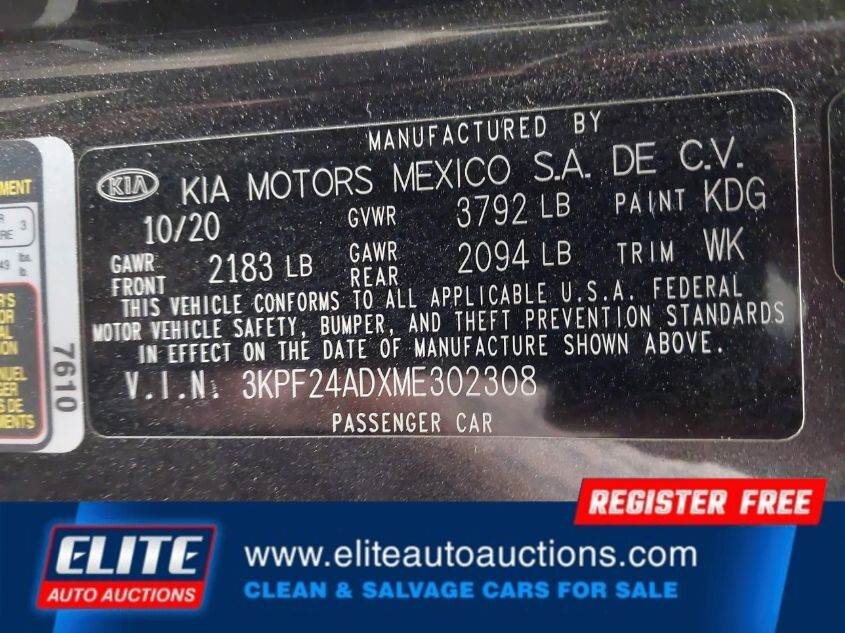 MANUFACTURED BY
KIA KIA MOTORS MEXICO S.A. DE C.V.
10/20 GVWR 3792 LB PAINT KDG
GAWR FRONT 2183 LB GAWR REAR 2094 LB TRIM WK
THIS VEHICLE CONFORMS TO ALL APPLICABLE U.S.A. FEDERAL
MOTOR VEHICLE SAFETY, BUMPER, AND THEFT PREVENTION STANDARDS
IN EFFECT ON THE DATE OF MANUFACTURE SHOWN ABOVE.
V.I.N: 3KPF24ADXME302308
PASSENGER CAR
3
lbs.
lb.
7610
REGISTER FREE
ELITE
AUTO AUCTIONS
www.eliteautoauctions.com
CLEAN & SALVAGE CARS FOR SALE